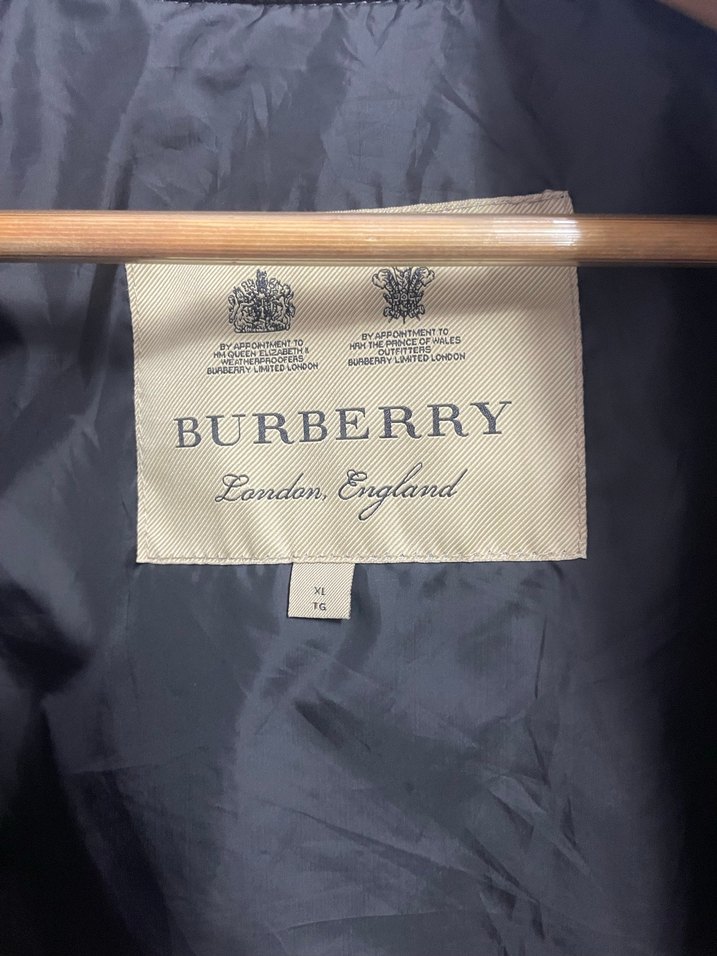 BY APPOINTMENT TO
HM QUEEN ELIZABETH II
WEATHERPROOFERS
BURBERRY LIMITED LONDON
BY APPOINTMENT TO
HRH THE PRINCE OF WALES
OUTFITTERS
BURBERRY LIMITED LONDON
BURBERRY
London, England
XL
TG